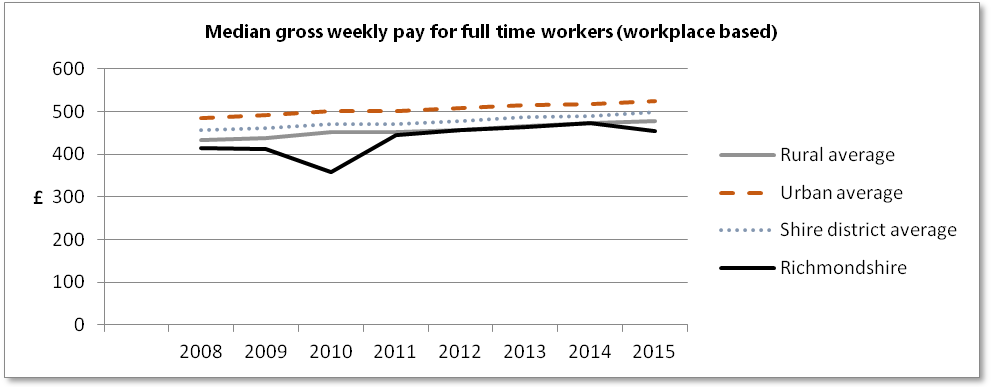 Median gross weekly pay for full time workers (workplace based)
600
500
400
300
200
100
0
£
2008 2009 2010 2011 2012 2013 2014 2015
Rural average
Urban average
Shire district average
Richmondshire